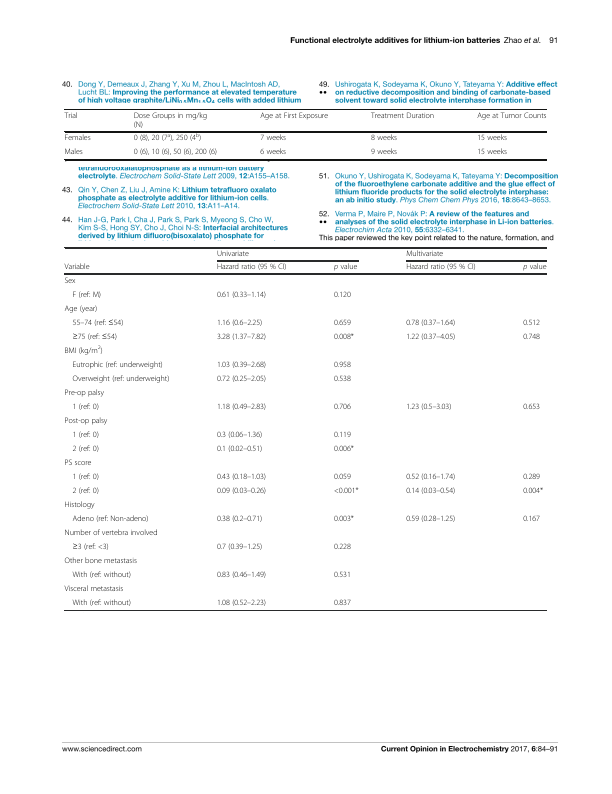 Functional electrolyte additives for lithium-ion batteries Zhao et al. 91
40. Dong Y, Demeaux J, Zhang Y, Xu M, Zhou L, MacIntosh AD,
Lucht BL: Improving the performance at elevated temperature
of high voltage graphite/LiNi0.5Mn1.5O4 cells with added lithium
49. Ushirogata K, Sodeyama K, Okuno Y, Tateyama Y: Additive effect
•• on reductive decomposition and binding of carbonate-based
solvent toward solid electrolyte interphase formation in
Trial Dose Groups in mg/kg (N) Age at First Exposure Treatment Duration Age at Tumor Counts
Females 0 (8), 20 (7a), 250 (4b) 7 weeks 8 weeks 15 weeks
Males 0 (6), 10 (6), 50 (6), 200 (6) 6 weeks 9 weeks 15 weeks
tetrafluorooxalatophosphate as a lithium-ion battery
electrolyte. Electrochem Solid-State Lett 2009, 12:A155–A158.
43. Qin Y, Chen Z, Liu J, Amine K: Lithium tetrafluoro oxalato
phosphate as electrolyte additive for lithium-ion cells.
Electrochem Solid-State Lett 2010, 13:A11–A14.
44. Han J-G, Park I, Cha J, Park S, Park S, Myeong S, Cho W,
Kim S-S, Hong SY, Cho J, Choi N-S: Interfacial architectures
derived by lithium difluoro(bisoxalato) phosphate for
51. Okuno Y, Ushirogata K, Sodeyama K, Tateyama Y: Decomposition
of the fluoroethylene carbonate additive and the glue effect of
lithium fluoride products for the solid electrolyte interphase:
an ab initio study. Phys Chem Chem Phys 2016, 18:8643–8653.
52. Verma P, Maire P, Novák P: A review of the features and
•• analyses of the solid electrolyte interphase in Li-ion batteries.
Electrochim Acta 2010, 55:6332–6341.
This paper reviewed the key point related to the nature, formation, and
Univariate Multivariate
Variable Hazard ratio (95 % CI) p value Hazard ratio (95 % CI) p value
Sex
F (ref: M) 0.61 (0.33–1.14) 0.120
Age (year)
55–74 (ref: ≤54) 1.16 (0.6–2.25) 0.659 0.78 (0.37–1.64) 0.512
≥75 (ref: ≤54) 3.28 (1.37–7.82) 0.008* 1.22 (0.37–4.05) 0.748
BMI (kg/m2)
Eutrophic (ref: underweight) 1.03 (0.39–2.68) 0.958
Overweight (ref: underweight) 0.72 (0.25–2.05) 0.538
Pre-op palsy
1 (ref: 0) 1.18 (0.49–2.83) 0.706 1.23 (0.5–3.03) 0.653
Post-op palsy
1 (ref: 0) 0.3 (0.06–1.36) 0.119
2 (ref: 0) 0.1 (0.02–0.51) 0.006*
PS score
1 (ref: 0) 0.43 (0.18–1.03) 0.059 0.52 (0.16–1.74) 0.289
2 (ref: 0) 0.09 (0.03–0.26) <0.001* 0.14 (0.03–0.54) 0.004*
Histology
Adeno (ref: Non-adeno) 0.38 (0.2–0.71) 0.003* 0.59 (0.28–1.25) 0.167
Number of vertebra involved
≥3 (ref: <3) 0.7 (0.39–1.25) 0.228
Other bone metastasis
With (ref: without) 0.83 (0.46–1.49) 0.531
Visceral metastasis
With (ref: without) 1.08 (0.52–2.23) 0.837
www.sciencedirect.com Current Opinion in Electrochemistry 2017, 6:84–91